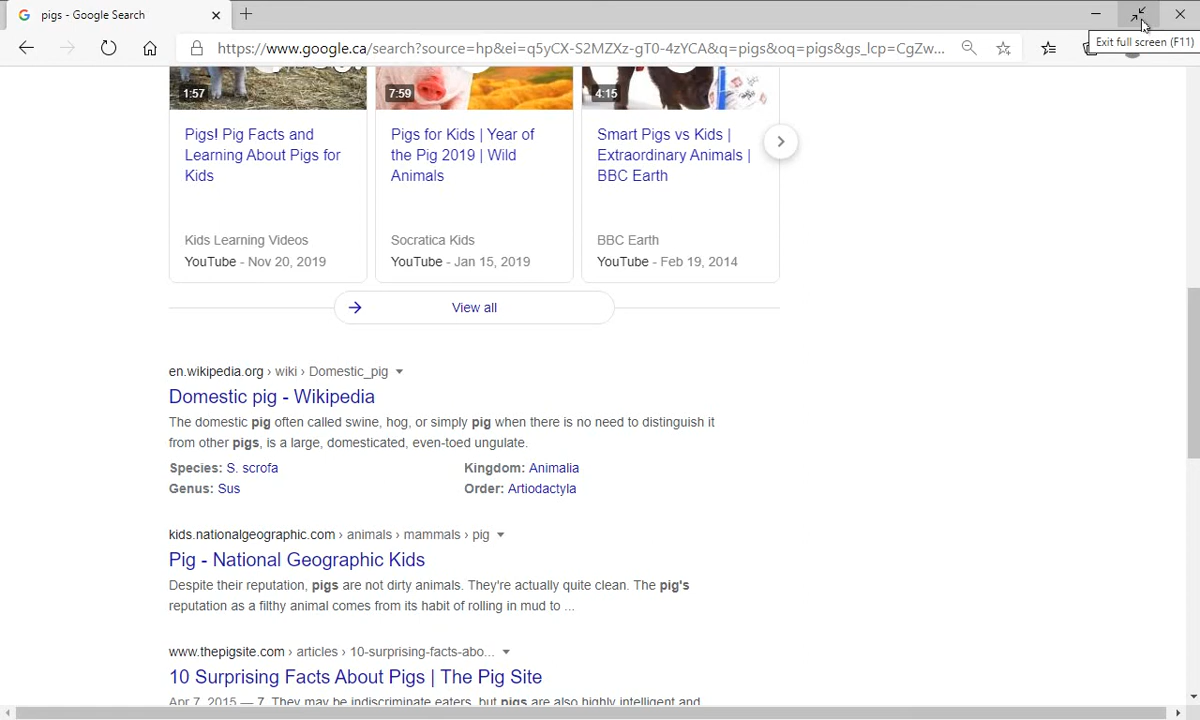 pigs - Google Search
https://www.google.ca/search?source=hp&ei=q5yCX-S2MZXz-gT0-4zYCA&q=pigs&oq=pigs&gs_lcp=CgZw...
Exit full screen (F11)
1:57
7:59
4:15
Pigs! Pig Facts and
Learning About Pigs for
Kids
Kids Learning Videos
YouTube - Nov 20, 2019
Pigs for Kids | Year of
the Pig 2019 | Wild
Animals
Socratica Kids
YouTube - Jan 15, 2019
Smart Pigs vs Kids |
Extraordinary Animals |
BBC Earth
BBC Earth
YouTube - Feb 19, 2014
View all
en.wikipedia.org › wiki › Domestic_pig
Domestic pig - Wikipedia
The domestic pig often called swine, hog, or simply pig when there is no need to distinguish it
from other pigs, is a large, domesticated, even-toed ungulate.
Species: S. scrofa
Kingdom: Animalia
Genus: Sus
Order: Artiodactyla
kids.nationalgeographic.com › animals › mammals › pig
Pig - National Geographic Kids
Despite their reputation, pigs are not dirty animals. They're actually quite clean. The pig's
reputation as a filthy animal comes from its habit of rolling in mud to ...
www.thepigsite.com › articles › 10-surprising-facts-abo...
10 Surprising Facts About Pigs | The Pig Site
Apr 7, 2015 — 7. They may be indiscriminate eaters, but pigs are also highly intelligent and